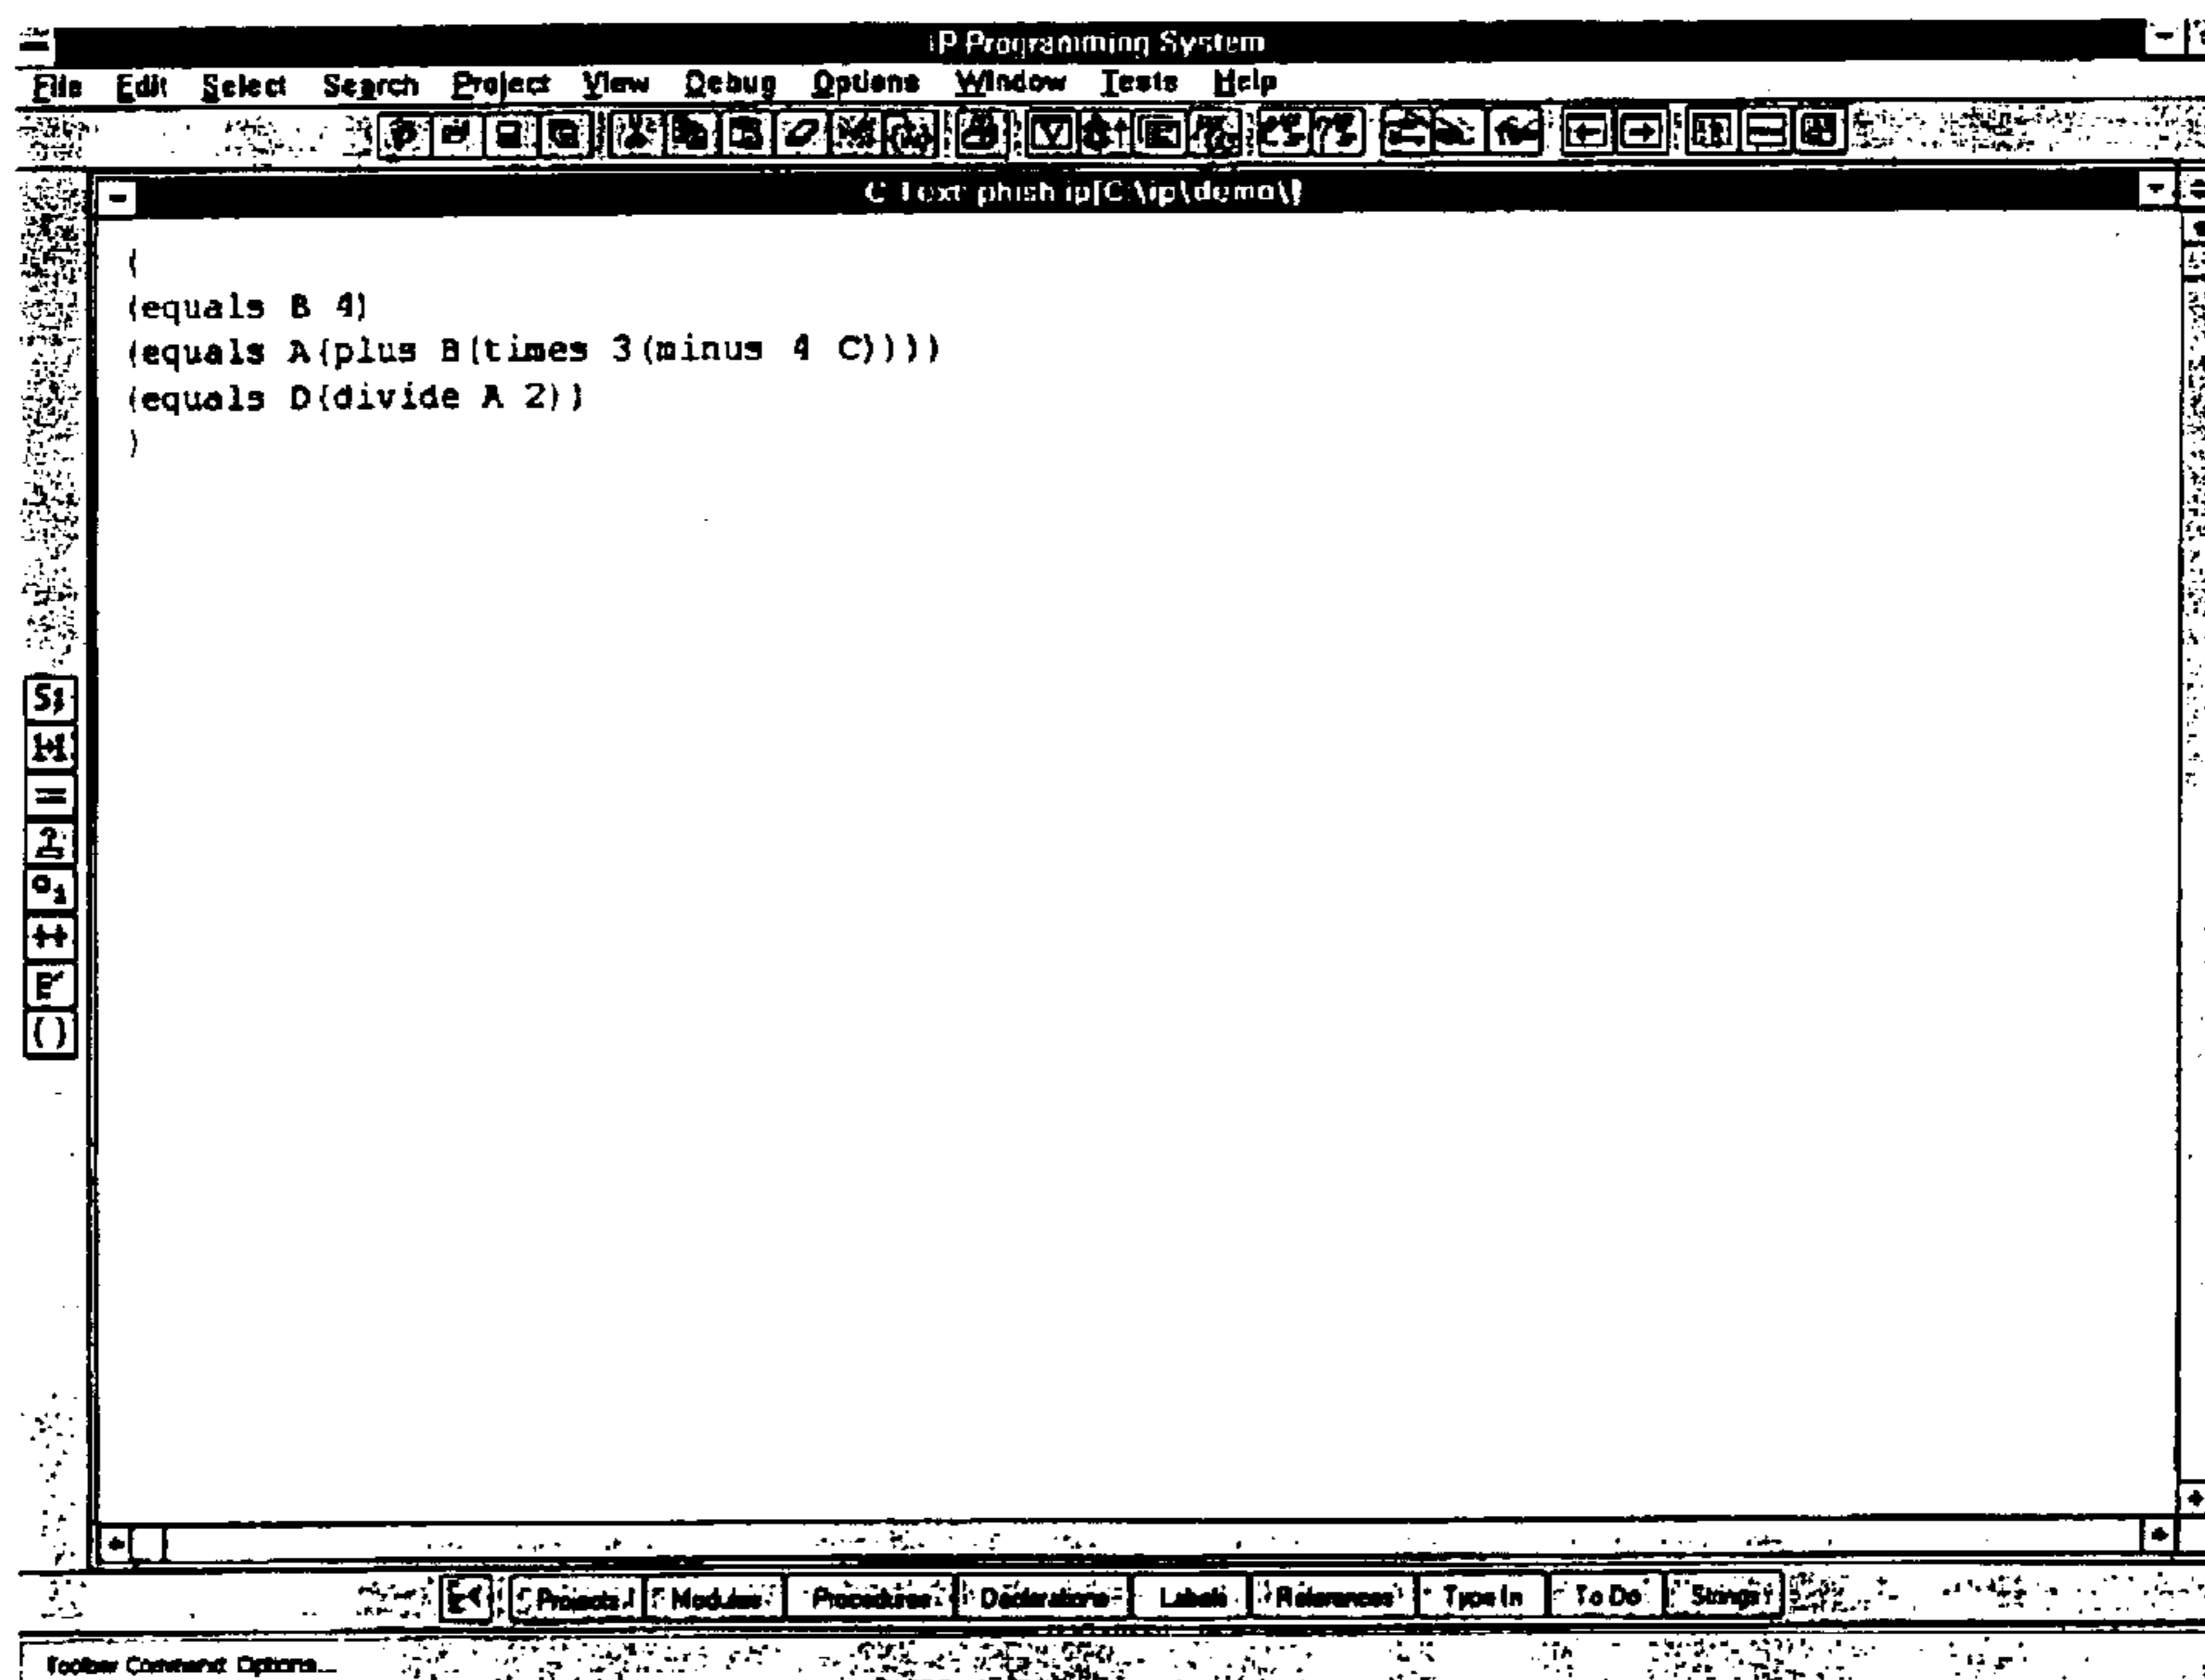 IP Programming System
File Edit Select Search Project View Debug Options Window Tests Help
C Text: phish ip[C:\ip\demo\]
(
(equals B 4)
(equals A(plus B(times 3(minus 4 C))))
(equals D(divide A 2))
)
()
Projects Modules Procedures Declarations Labels References Type In To Do Strings
Toolbar Command Options...